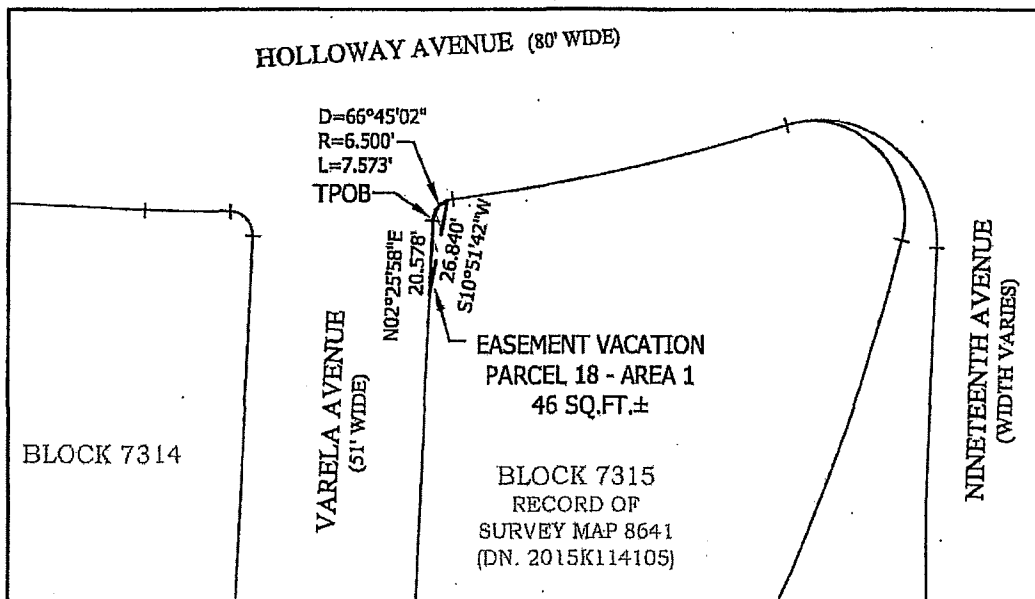 HOLLOWAY AVENUE (80' WIDE)
D=66°45'02"
R=6.500'
L=7.573'
TPOB
N02°25'58"E
20.578'
26.840'
S10°51'42"W
EASEMENT VACATION
PARCEL 18 - AREA 1
46 SQ.FT.±
VARELA AVENUE
(51' WIDE)
BLOCK 7314
BLOCK 7315
RECORD OF
SURVEY MAP 8641
(DN. 2015K114105)
NINETEENTH AVENUE
(WIDTH VARIES)